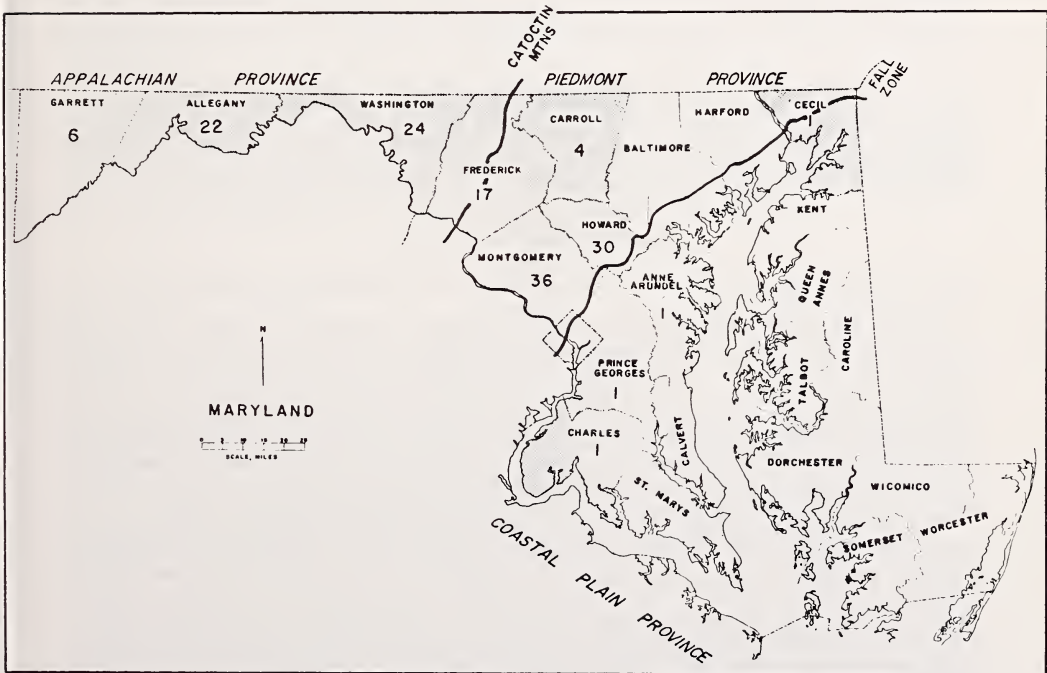 CATOCTIN
MTNS
APPALACHIAN PROVINCE
PIEDMONT PROVINCE
FALL
ZONE
GARRETT
6
ALLEGANY
22
WASHINGTON
24
FREDERICK
17
CARROLL
4
BALTIMORE
HARFORD
CECIL
1
HOWARD
30
MONTGOMERY
36
KENT
ANNE
ARUNDEL
1
QUEEN
ANNES
CAROLINE
TALBOT
PRINCE
GEORGES
1
CALVERT
CHARLES
1
ST. MARYS
DORCHESTER
WICOMICO
SOMERSET
WORCESTER
COASTAL PLAIN PROVINCE
N
MARYLAND
SCALE, MILES